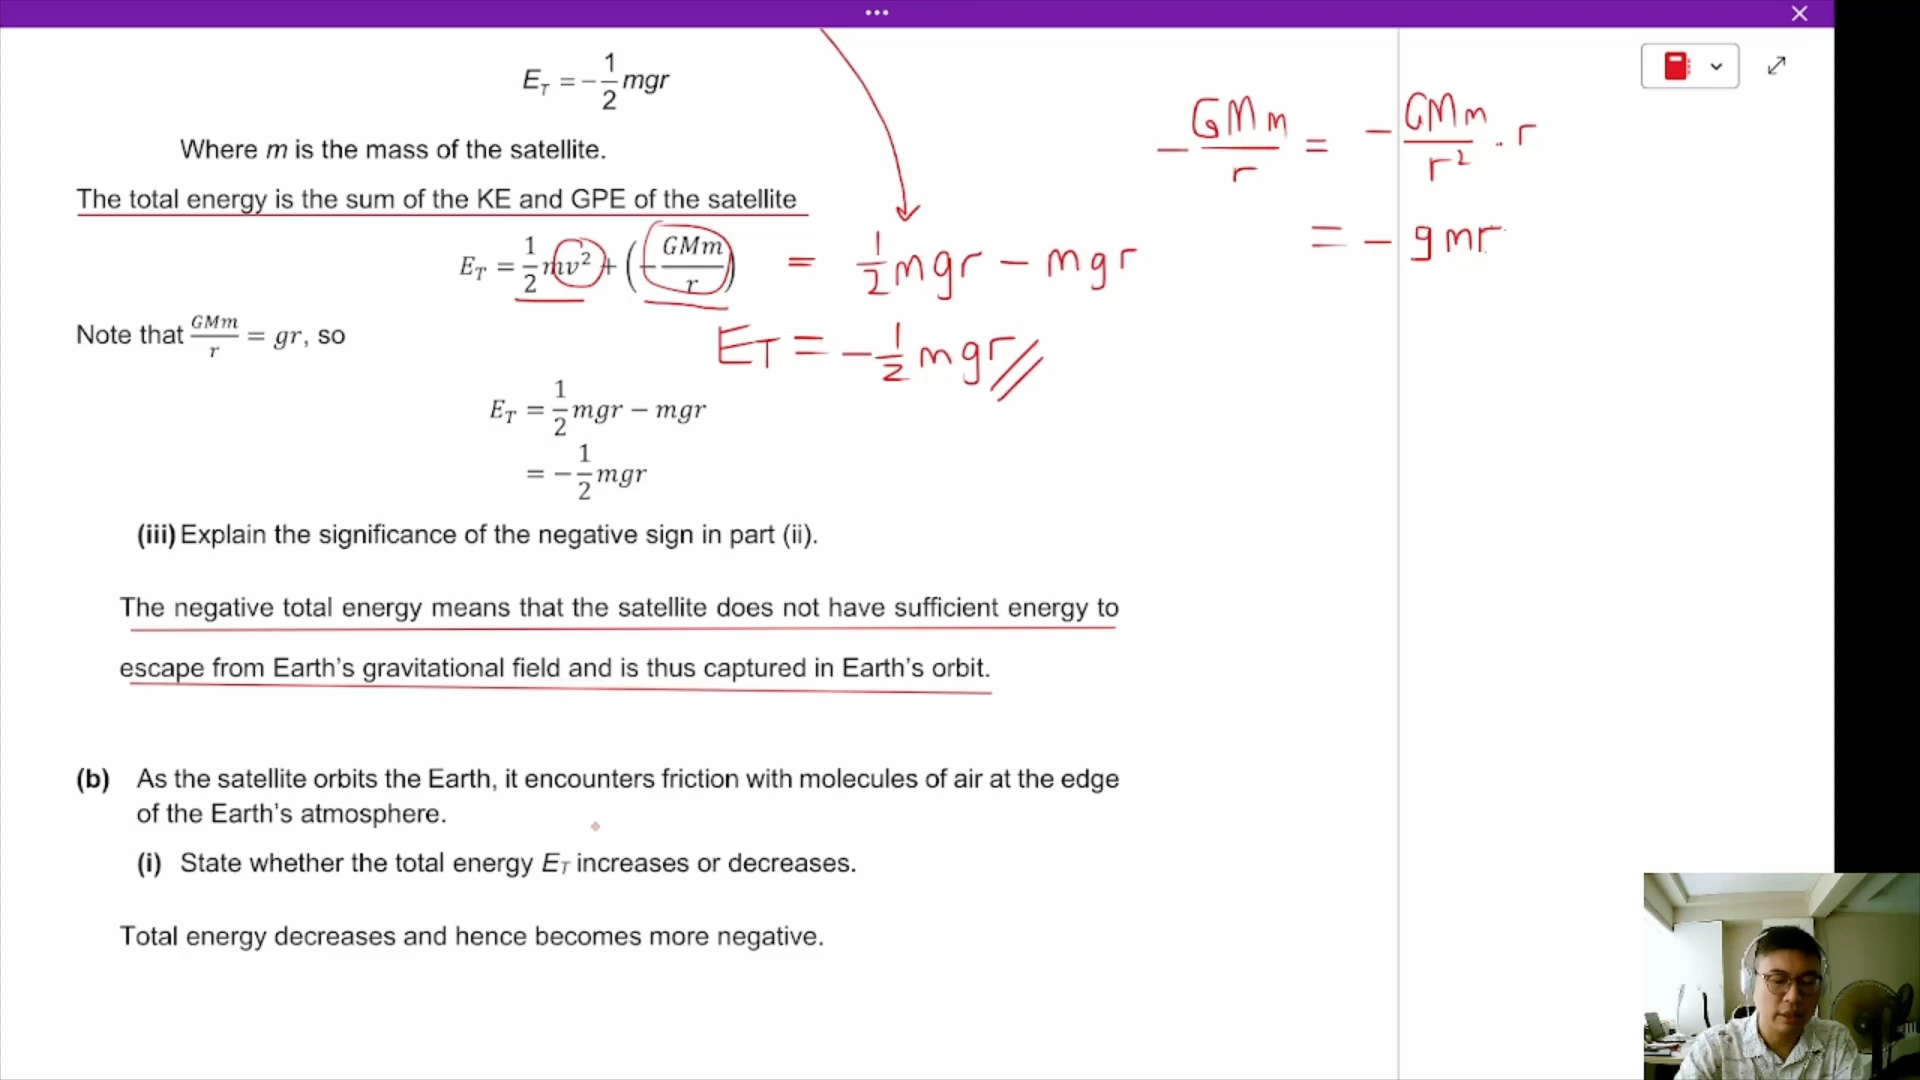 E_T = -1/2 mgr
Where m is the mass of the satellite.
The total energy is the sum of the KE and GPE of the satellite
E_T = 1/2 mv² + (-GMm/r) = 1/2 mgr - mgr
Note that GMm/r = gr, so
E_T = -1/2 mgr
E_T = 1/2 mgr - mgr
= -1/2 mgr
-GMm/r = -GMm/r² . r
= - gmr
(iii) Explain the significance of the negative sign in part (ii).
The negative total energy means that the satellite does not have sufficient energy to
escape from Earth's gravitational field and is thus captured in Earth's orbit.
(b) As the satellite orbits the Earth, it encounters friction with molecules of air at the edge
of the Earth's atmosphere.
(i) State whether the total energy E_T increases or decreases.
Total energy decreases and hence becomes more negative.